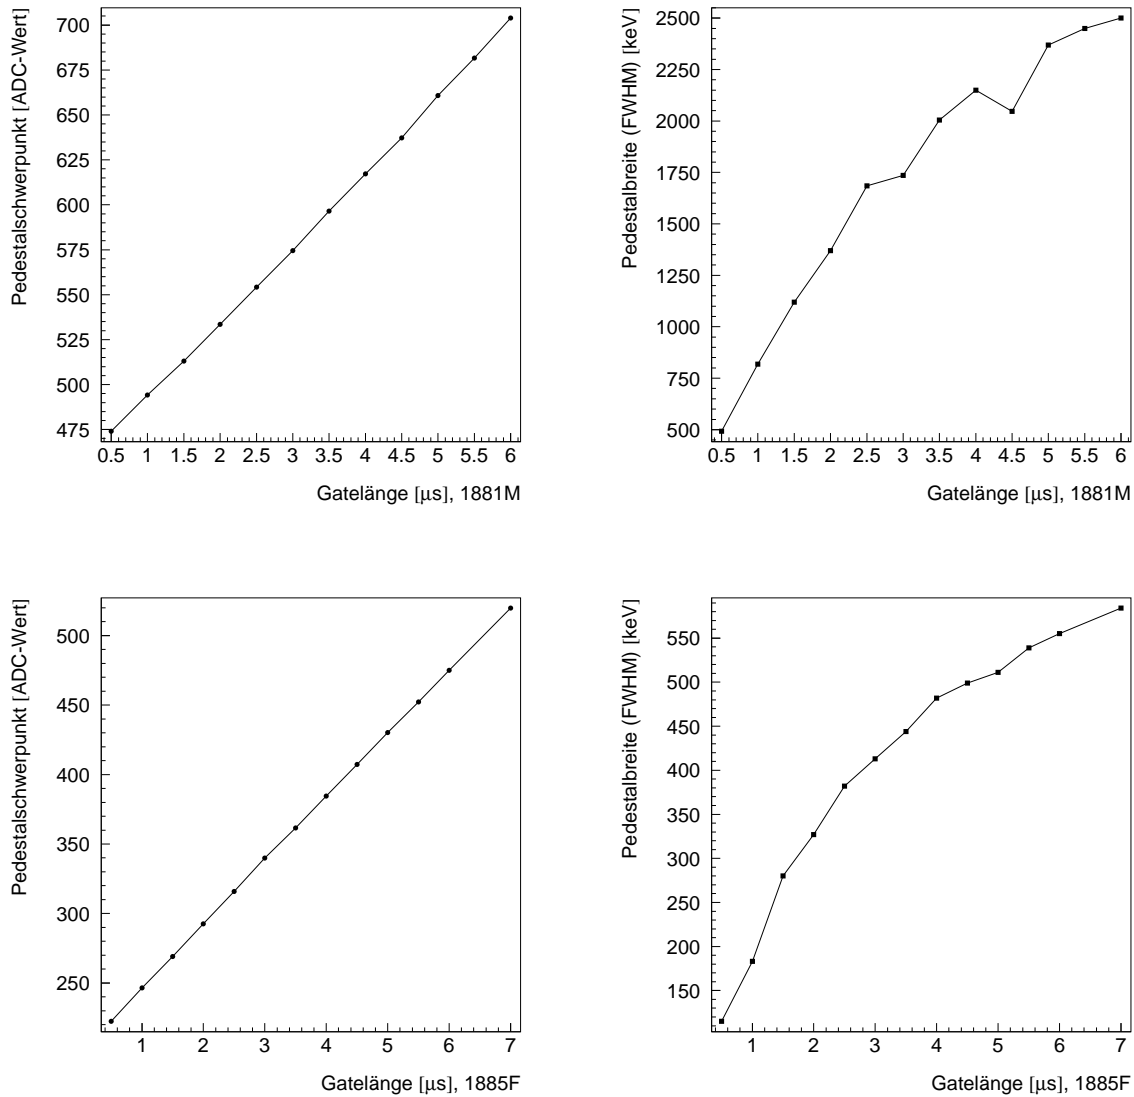 Pedestalschwerpunkt [ADC-Wert]
700
675
650
625
600
575
550
525
500
475
0.5 1 1.5 2 2.5 3 3.5 4 4.5 5 5.5 6
Gatelänge [μs], 1881M
Pedestalbreite (FWHM) [keV]
2500
2250
2000
1750
1500
1250
1000
750
500
0.5 1 1.5 2 2.5 3 3.5 4 4.5 5 5.5 6
Gatelänge [μs], 1881M
Pedestalschwerpunkt [ADC-Wert]
500
450
400
350
300
250
1 2 3 4 5 6 7
Gatelänge [μs], 1885F
Pedestalbreite (FWHM) [keV]
550
500
450
400
350
300
250
200
150
1 2 3 4 5 6 7
Gatelänge [μs], 1885F